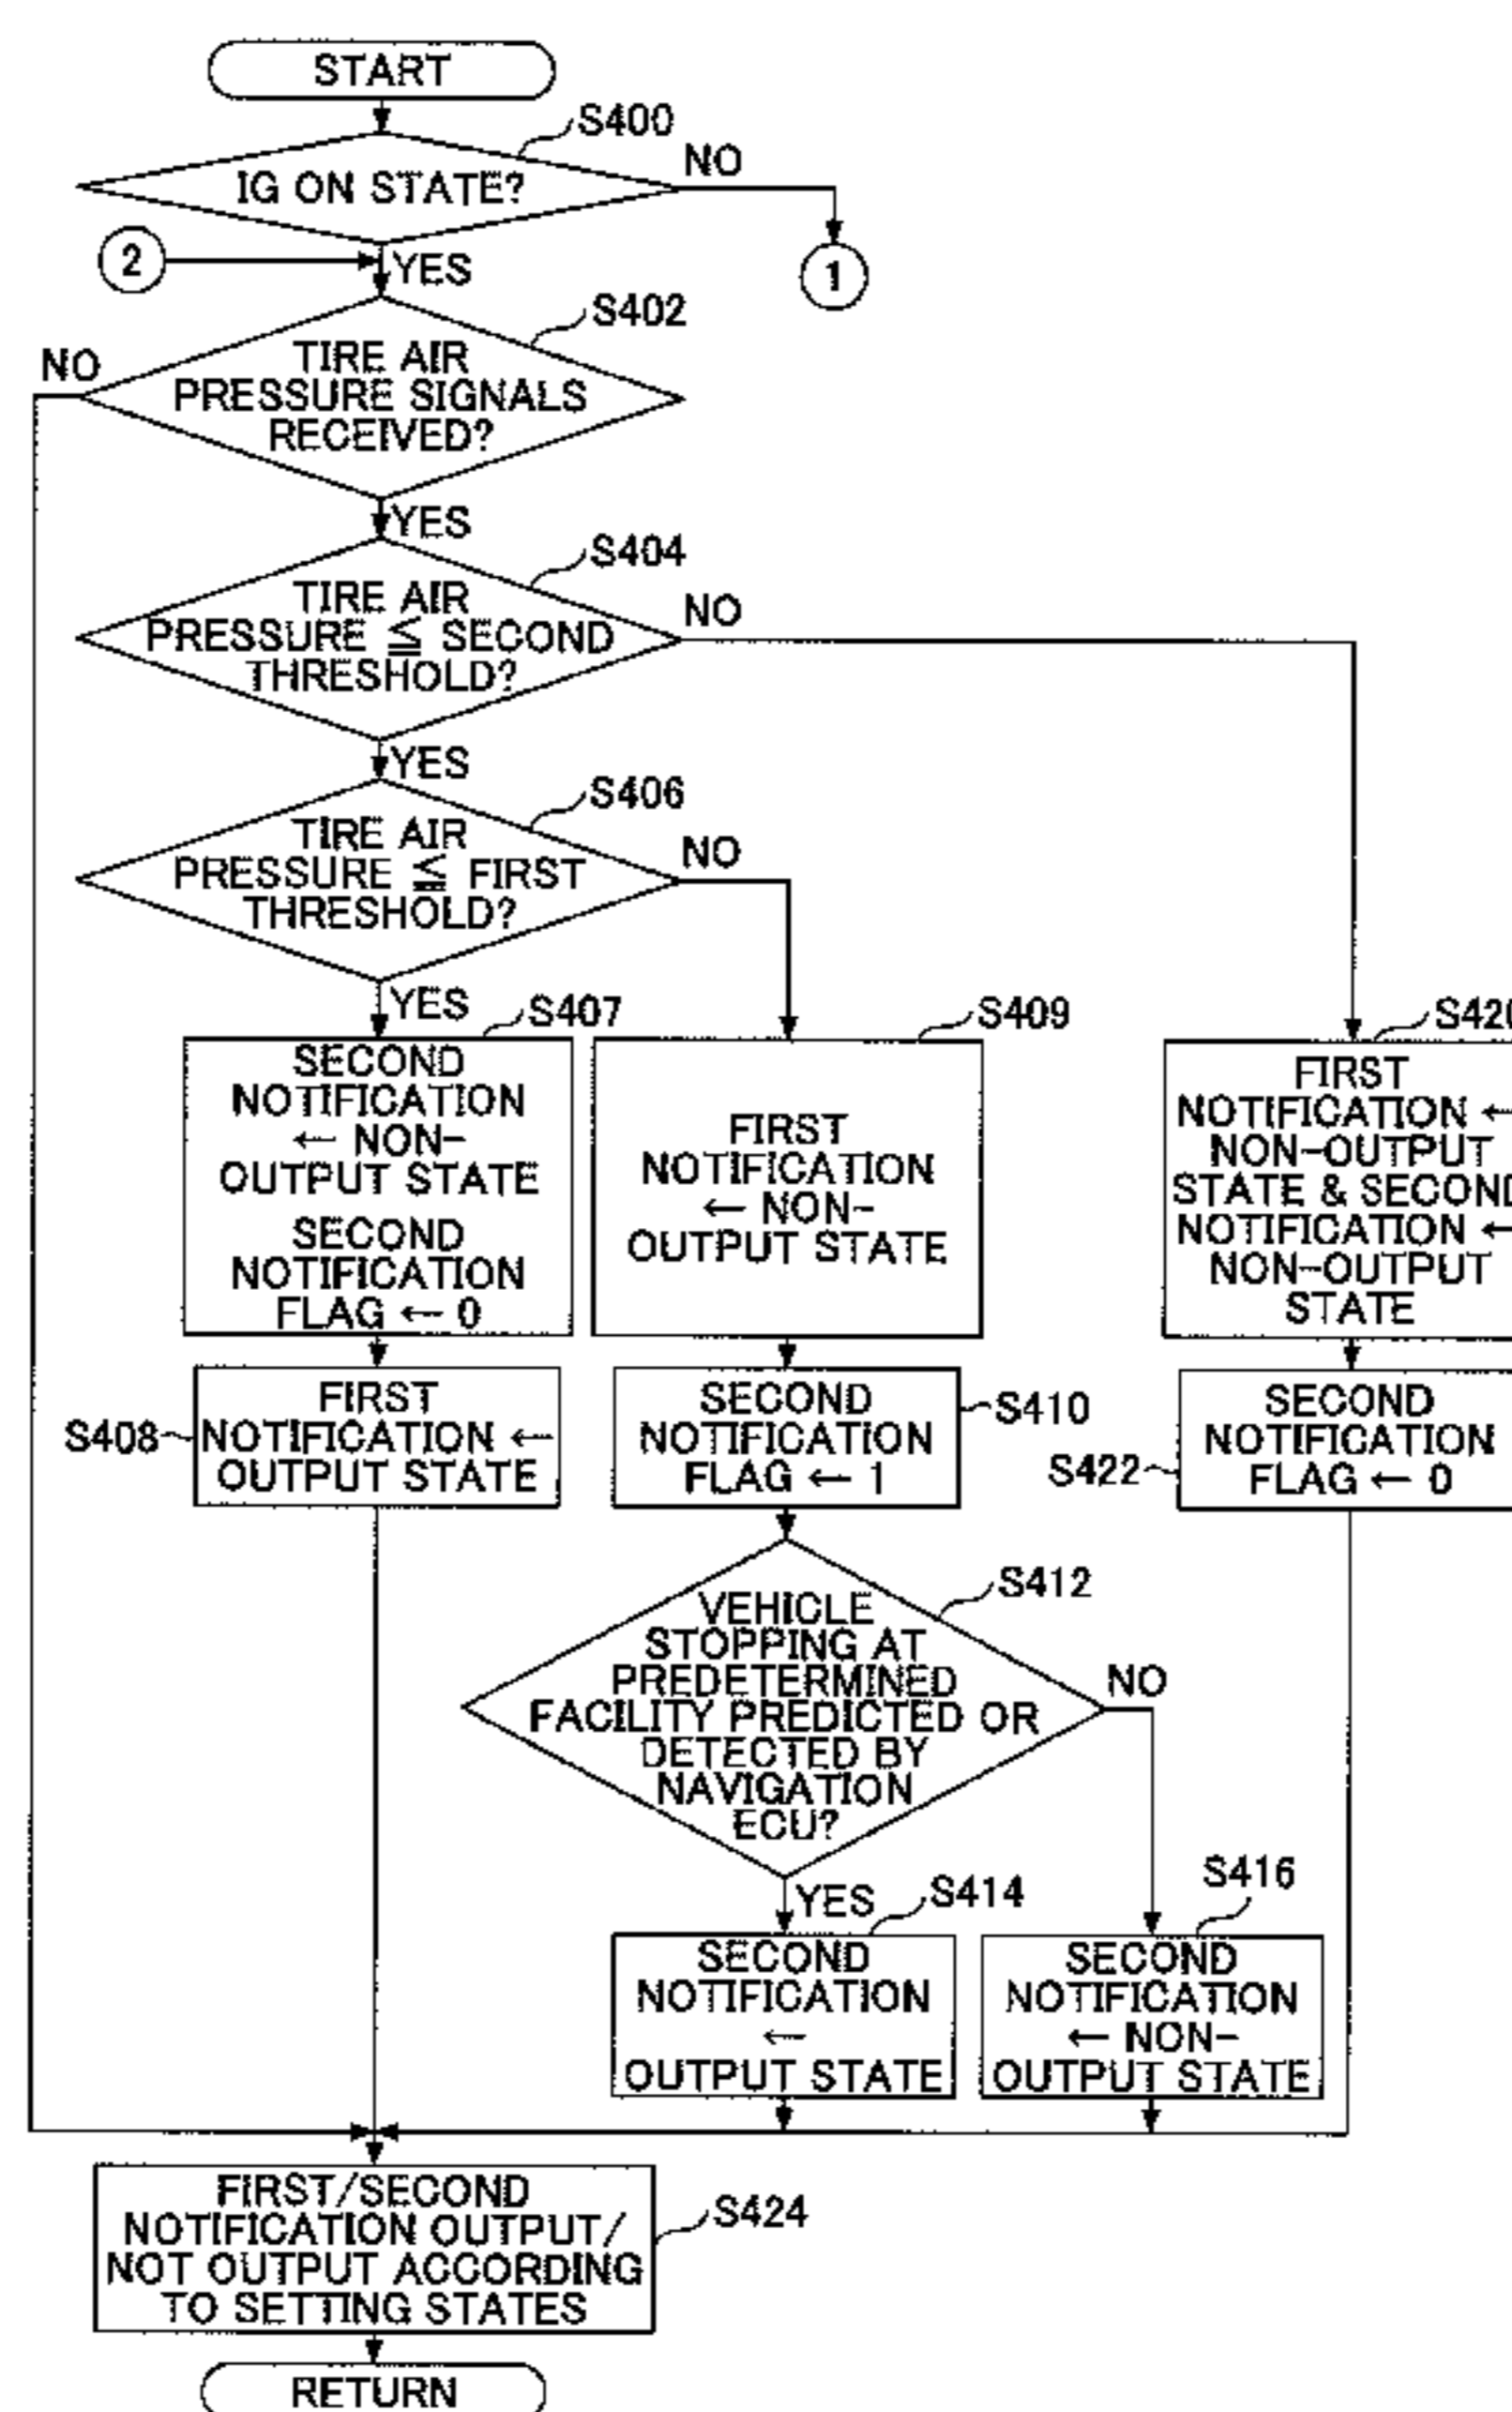 START
S400
IG ON STATE?
NO
2
YES
1
S402
NO
TIRE AIR
PRESSURE SIGNALS
RECEIVED?
YES
S404
TIRE AIR
PRESSURE ≦ SECOND
THRESHOLD?
NO
YES
S406
TIRE AIR
PRESSURE ≦ FIRST
THRESHOLD?
NO
YES
S407
SECOND
NOTIFICATION
← NON-
OUTPUT STATE
SECOND
NOTIFICATION
FLAG ← 0
S409
FIRST
NOTIFICATION
← NON-
OUTPUT STATE
S420
FIRST
NOTIFICATION ←
NON-OUTPUT
STATE & SECOND
NOTIFICATION ←
NON-OUTPUT
STATE
S408
FIRST
NOTIFICATION ←
OUTPUT STATE
SECOND
NOTIFICATION
FLAG ← 1
S410
S422
SECOND
NOTIFICATION
FLAG ← 0
S412
VEHICLE
STOPPING AT
PREDETERMINED
FACILITY PREDICTED OR
DETECTED BY
NAVIGATION
ECU?
NO
YES
S414
SECOND
NOTIFICATION
←
OUTPUT STATE
S416
SECOND
NOTIFICATION
← NON-
OUTPUT STATE
FIRST/SECOND
NOTIFICATION OUTPUT/
NOT OUTPUT ACCORDING
TO SETTING STATES
S424
RETURN